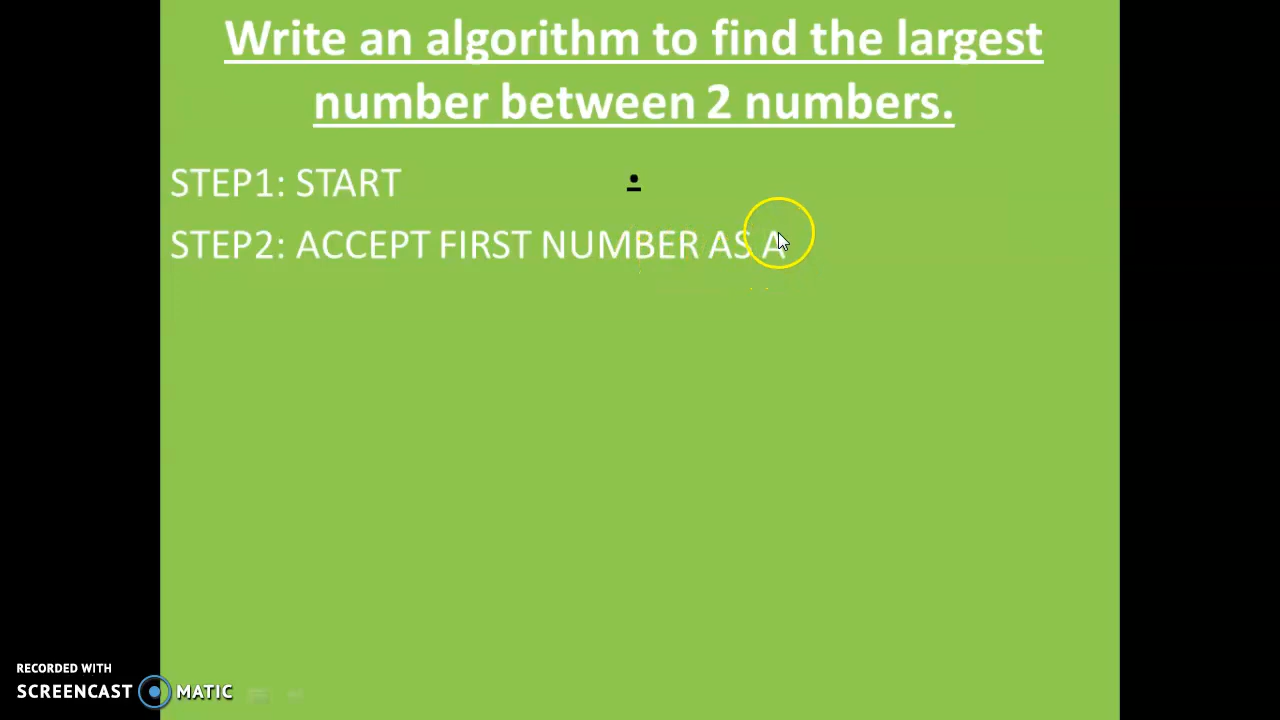 Write an algorithm to find the largest
number between 2 numbers.
.
STEP1: START
STEP2: ACCEPT FIRST NUMBER AS A
RECORDED WITH
SCREENCAST MATIC